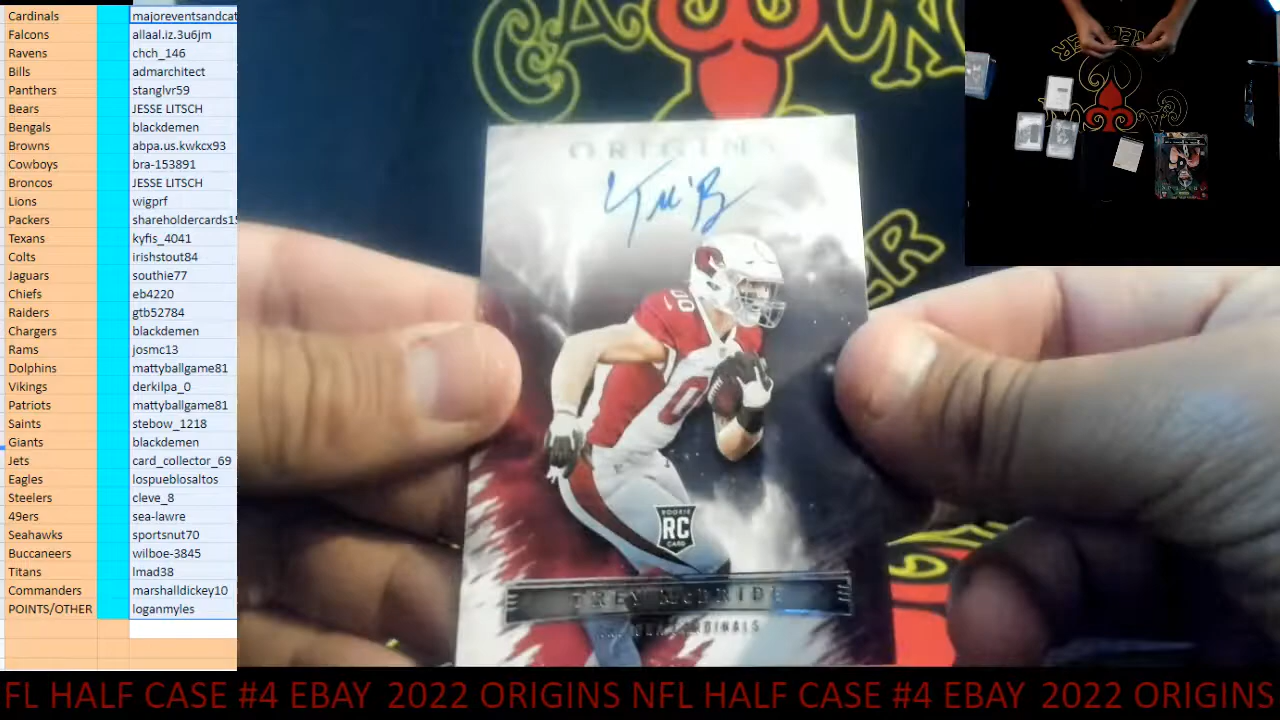 Cardinals majoreventsandcat
Falcons allaal.iz.3u6jm
Ravens chch_146
Bills admarchitect
Panthers stanglvr59
Bears JESSE LITSCH
Bengals blackdemen
Browns abpa.us.kwkcx93
Cowboys bra-153891
Broncos JESSE LITSCH
Lions wigprf
Packers shareholdercards15
Texans kyfis_4041
Colts irishstout84
Jaguars southie77
Chiefs eb4220
Raiders gtb52784
Chargers blackdemen
Rams josmc13
Dolphins mattyballgame81
Vikings derkilpa_0
Patriots mattyballgame81
Saints stebow_1218
Giants blackdemen
Jets card_collector_69
Eagles lospueblosaltos
Steelers cleve_8
49ers sea-lawre
Seahawks sportsnut70
Buccaneers wilboe-3845
Titans lmad38
Commanders marshalldickey10
POINTS/OTHER loganmyles
ORIGINS
ROOKIE
RC
CARD
TREY McBRIDE
ARIZONA CARDINALS
FL HALF CASE #4 EBAY 2022 ORIGINS NFL HALF CASE #4 EBAY 2022 ORIGINS